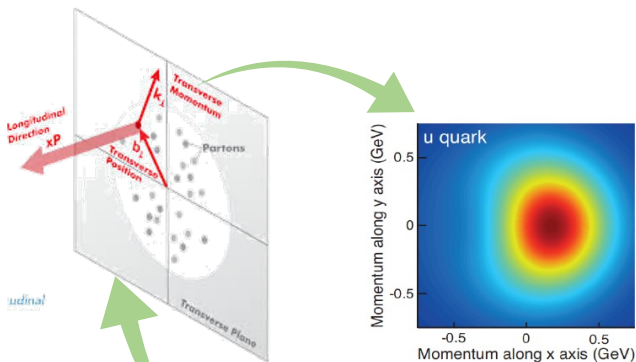 Transverse
Momentum
k⊥
Longitudinal
Direction
xP
b⊥
Transverse
Position
Partons
Transverse Plane
udinal
u quark
Momentum along y axis (GeV)
0.5
0
-0.5
-0.5
0
0.5
Momentum along x axis (GeV)